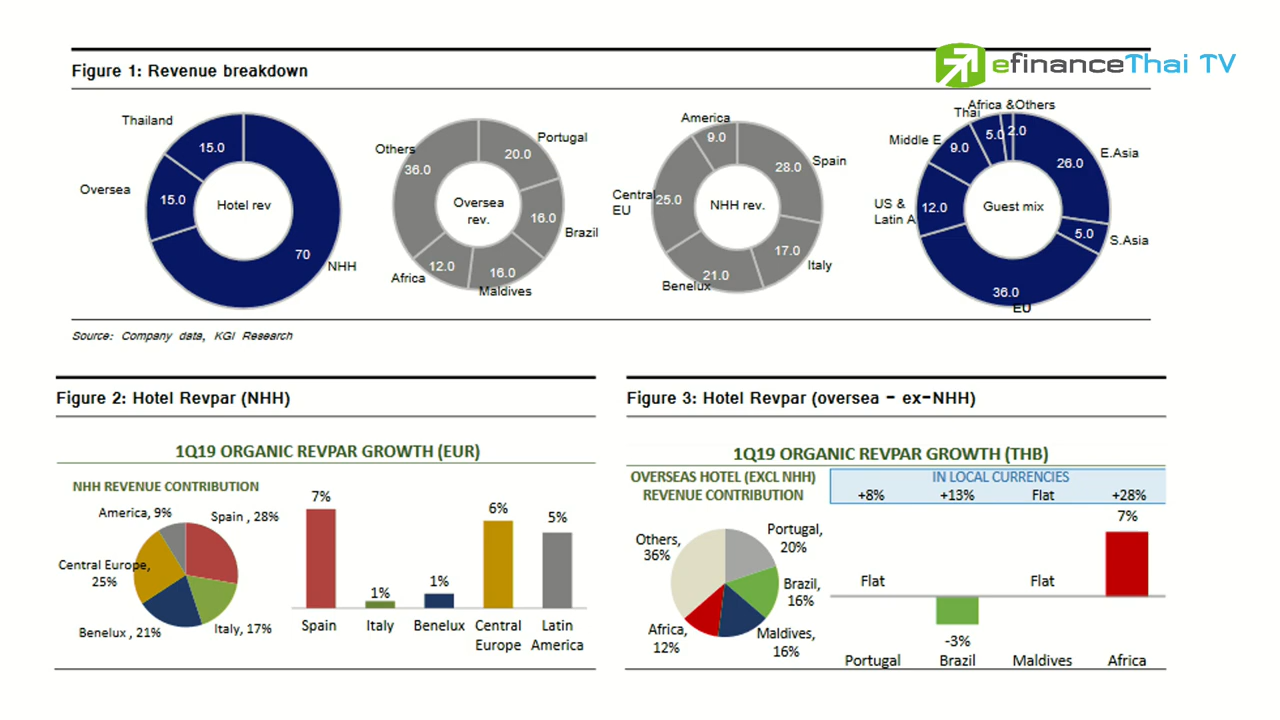 efinanceThai TV
Figure 1: Revenue breakdown
Thailand
15.0
Oversea
15.0
Hotel rev
70
NHH
Others
36.0
Portugal
20.0
Oversea
rev.
16.0
Brazil
Africa
12.0
16.0
Maldives
America
9.0
Spain
28.0
Central
EU
25.0
NHH rev.
17.0
Italy
21.0
Benelux
Africa &Others
Thai
5.0
2.0
Middle E
9.0
26.0
E.Asia
US &
Latin A
12.0
Guest mix
5.0
S.Asia
36.0
EU
Source: Company data, KGI Research
Figure 2: Hotel Revpar (NHH)
1Q19 ORGANIC REVPAR GROWTH (EUR)
NHH REVENUE CONTRIBUTION
America, 9%
Spain , 28%
Central Europe,
25%
Benelux , 21%
Italy, 17%
7%
1%
1%
6%
5%
Spain
Italy
Benelux
Central
Europe
Latin
America
Figure 3: Hotel Revpar (oversea - ex-NHH)
1Q19 ORGANIC REVPAR GROWTH (THB)
OVERSEAS HOTEL (EXCL NHH)
REVENUE CONTRIBUTION
IN LOCAL CURRENCIES
+8%
+13%
Flat
+28%
Others,
36%
Portugal,
20%
Brazil,
16%
Maldives,
16%
Africa,
12%
Flat
-3%
Flat
7%
Portugal
Brazil
Maldives
Africa